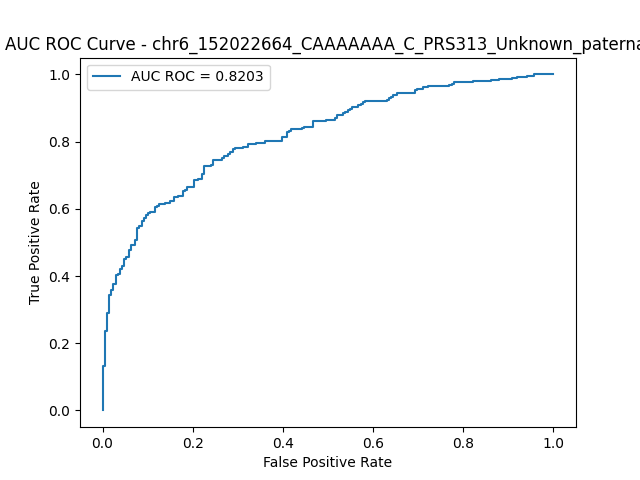 AUC ROC Curve - chr6_152022664_CAAAAAAA_C_PRS313_Unknown_paterna
AUC ROC = 0.8203
1.0
0.8
0.6
0.4
0.2
0.0
True Positive Rate
0.0 0.2 0.4 0.6 0.8 1.0
False Positive Rate